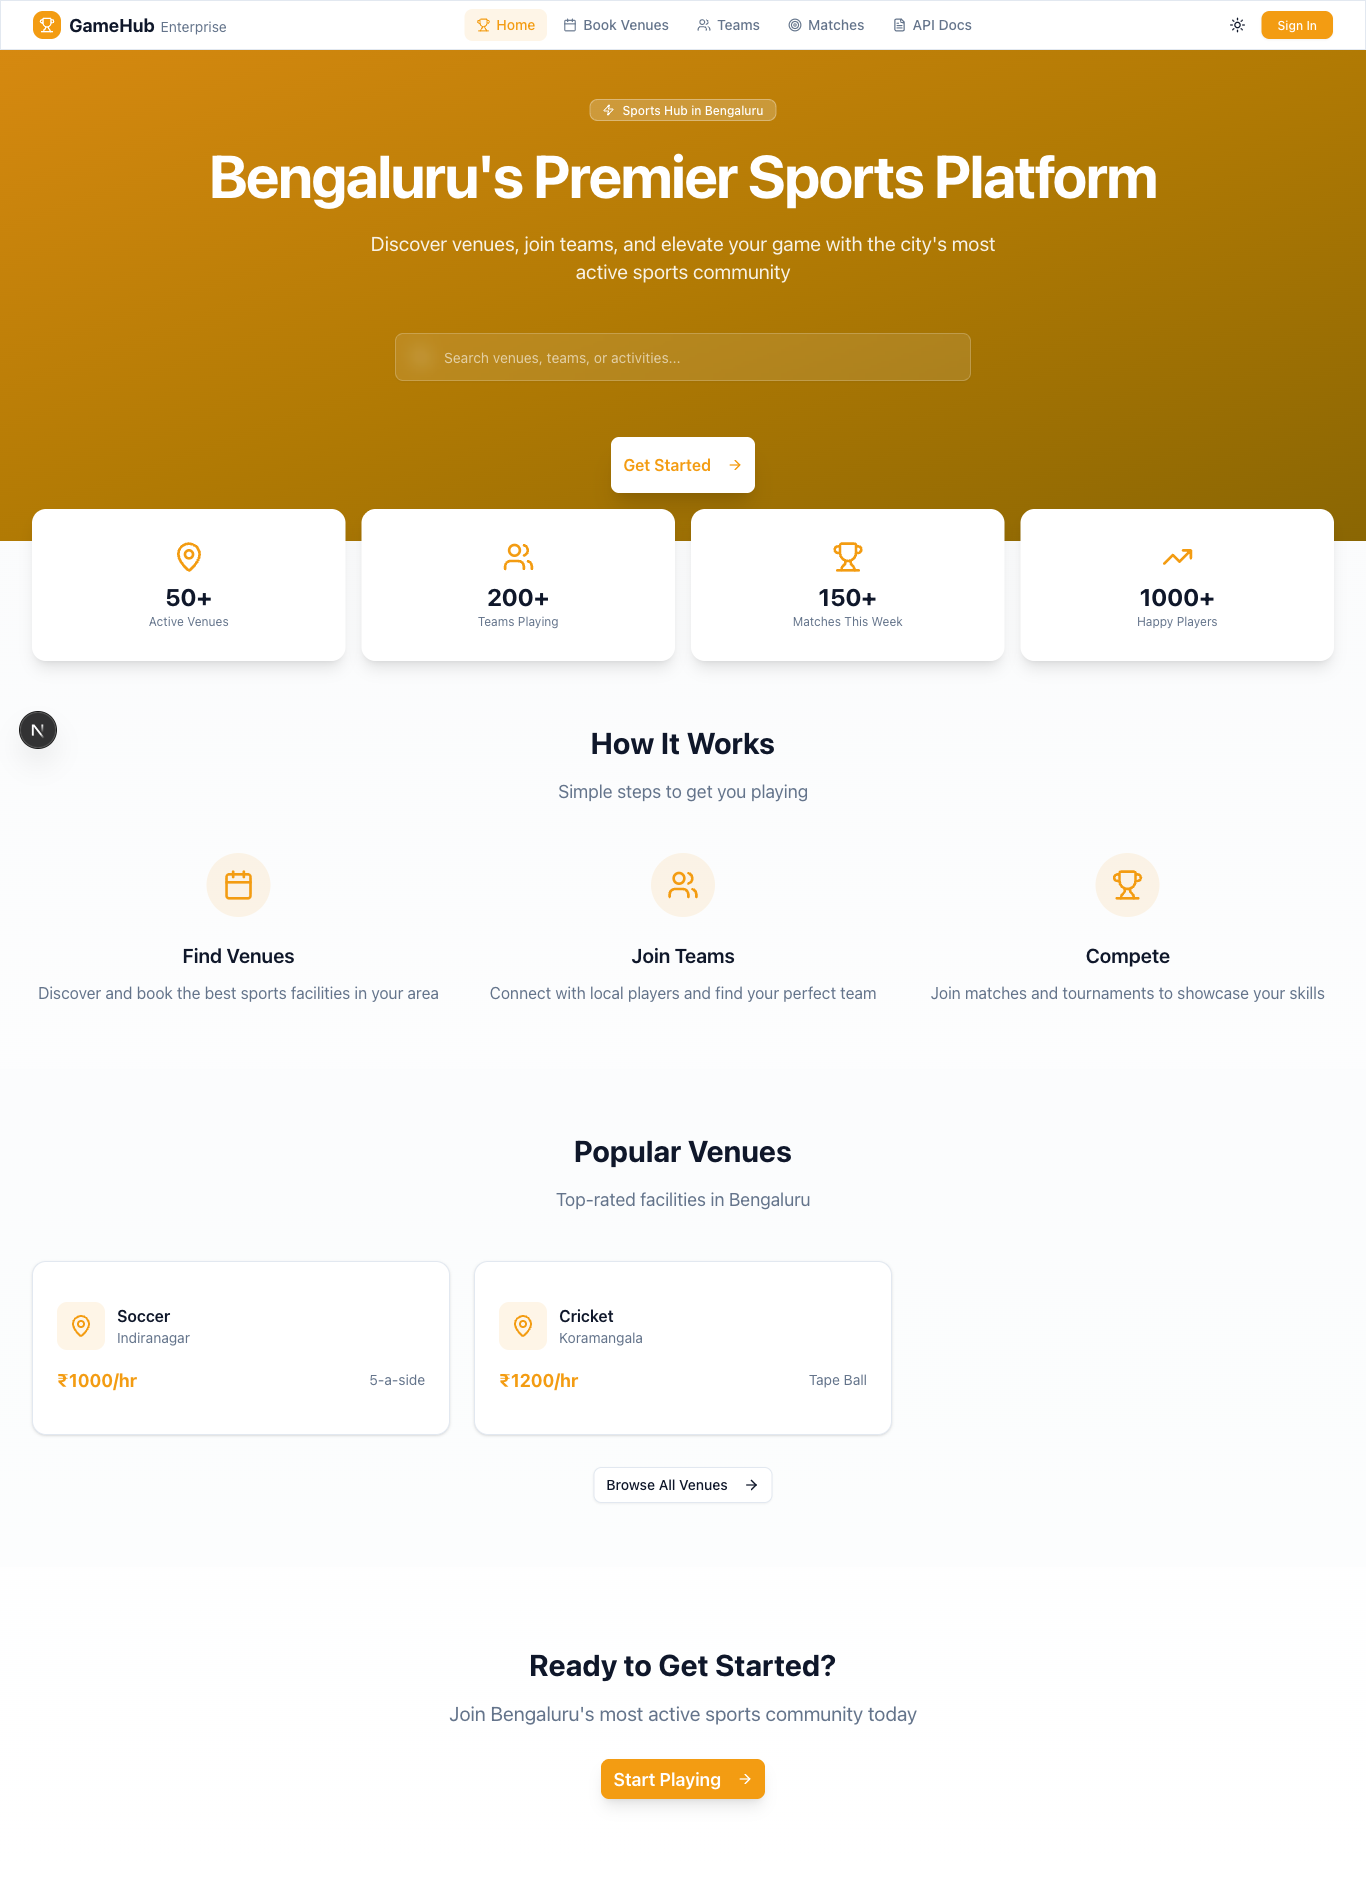 GameHub Enterprise
Home Book Venues Teams Matches API Docs
Sign In
Sports Hub in Bengaluru
Bengaluru's Premier Sports Platform
Discover venues, join teams, and elevate your game with the city's most
active sports community
Search venues, teams, or activities...
Get Started
50+
Active Venues
200+
Teams Playing
150+
Matches This Week
1000+
Happy Players
N
How It Works
Simple steps to get you playing
Find Venues
Discover and book the best sports facilities in your area
Join Teams
Connect with local players and find your perfect team
Compete
Join matches and tournaments to showcase your skills
Popular Venues
Top-rated facilities in Bengaluru
Soccer
Indiranagar
₹1000/hr 5-a-side
Cricket
Koramangala
₹1200/hr Tape Ball
Browse All Venues
Ready to Get Started?
Join Bengaluru's most active sports community today
Start Playing